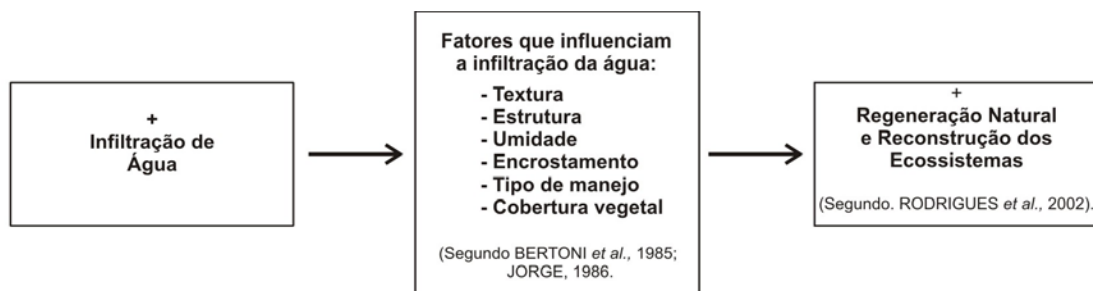 +
Infiltração de
Água
Fatores que influenciam
a infiltração da água:
- Textura
- Estrutura
- Umidade
- Encrostamento
- Tipo de manejo
- Cobertura vegetal
(Segundo BERTONI et al., 1985;
JORGE, 1986.
+
Regeneração Natural
e Reconstrução dos
Ecossistemas
(Segundo. RODRIGUES et al., 2002).